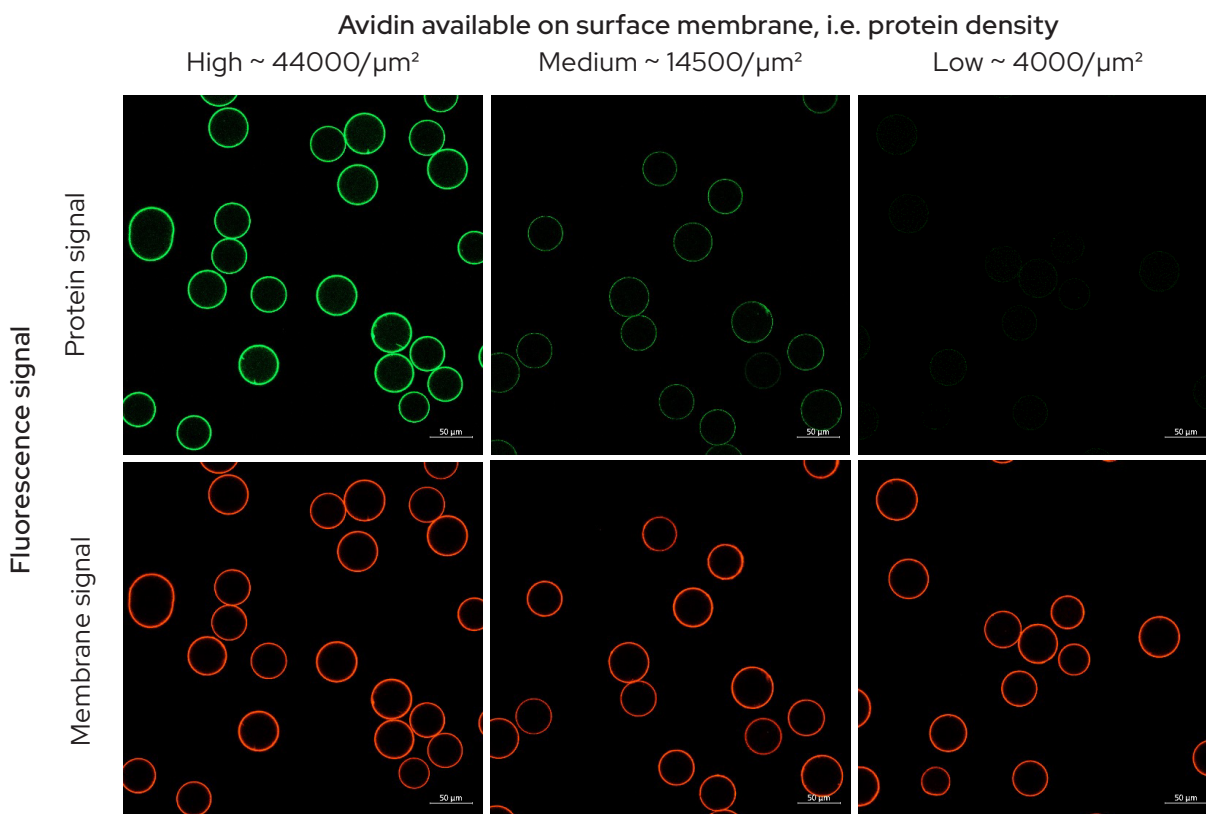 Avidin available on surface membrane, i.e. protein density
High ~ 44000/µm²
Medium ~ 14500/µm²
Low ~ 4000/µm²
Fluorescence signal
Protein signal
50 µm
50 µm
50 µm
Membrane signal
50 µm
50 µm
50 µm